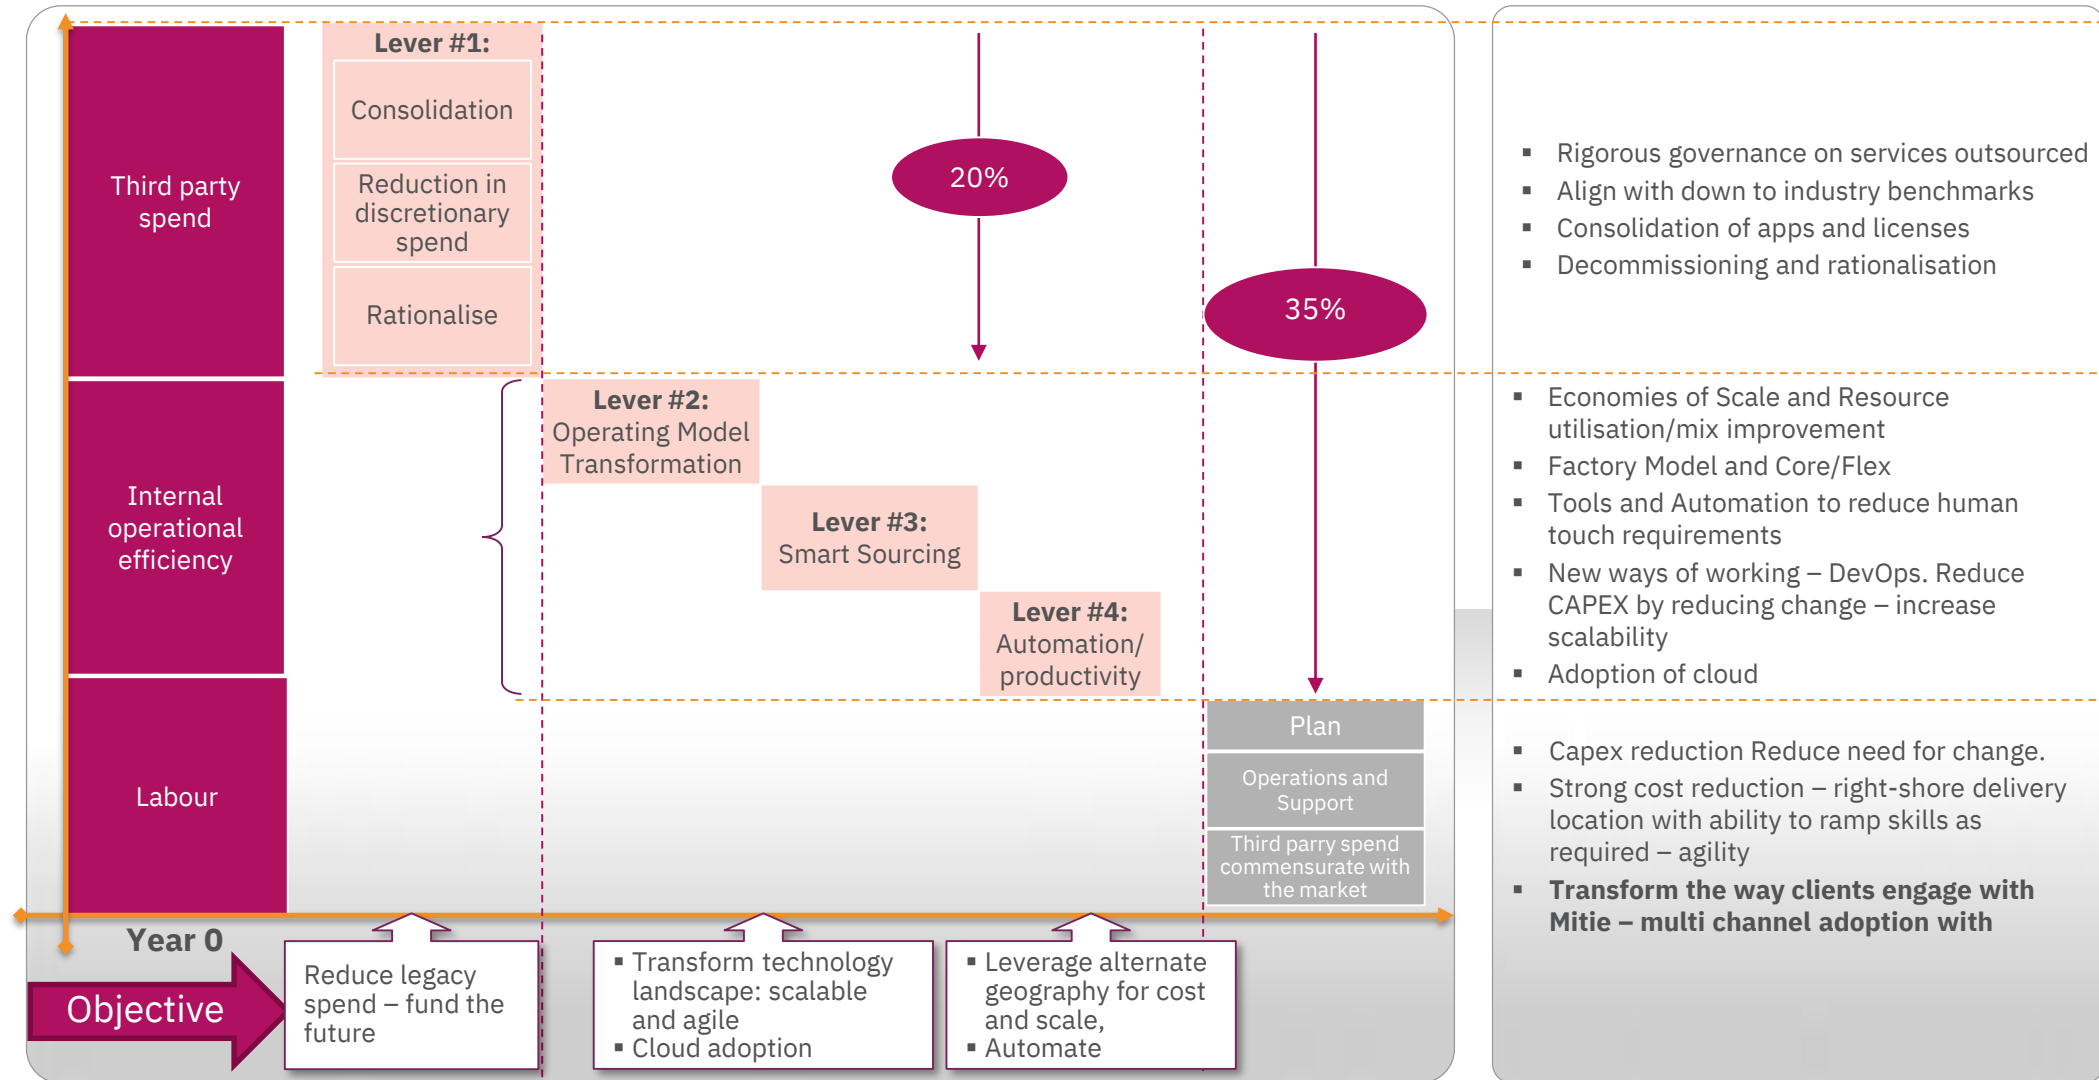 Third party
spend
Lever #1:
Consolidation
Reduction in
discretionary
spend
Rationalise
20%
35%
▪ Rigorous governance on services outsourced
▪ Align with down to industry benchmarks
▪ Consolidation of apps and licenses
▪ Decommissioning and rationalisation
Internal
operational
efficiency
Lever #2:
Operating Model
Transformation
Lever #3:
Smart Sourcing
Lever #4:
Automation/
productivity
▪ Economies of Scale and Resource
utilisation/mix improvement
▪ Factory Model and Core/Flex
▪ Tools and Automation to reduce human
touch requirements
▪ New ways of working – DevOps. Reduce
CAPEX by reducing change – increase
scalability
▪ Adoption of cloud
Labour
Plan
Operations and
Support
Third parry spend
commensurate with
the market
▪ Capex reduction Reduce need for change.
▪ Strong cost reduction – right-shore delivery
location with ability to ramp skills as
required – agility
▪ Transform the way clients engage with
Mitie – multi channel adoption with
Year 0
Objective
Reduce legacy
spend – fund the
future
▪ Transform technology
landscape: scalable
and agile
▪ Cloud adoption
▪ Leverage alternate
geography for cost
and scale,
▪ Automate